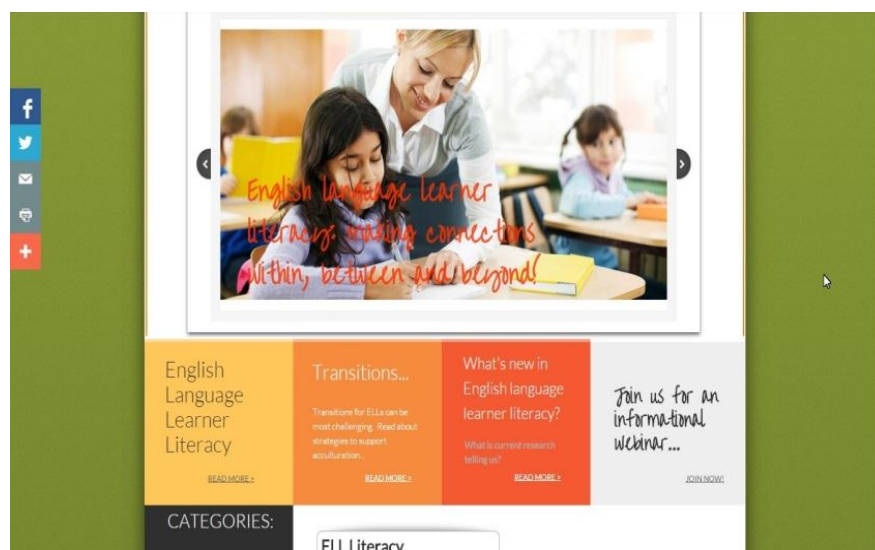 English language learner
literacy: making connections
within, between and beyond!
English
Language
Learner
Literacy
READ MORE >
Transitions...
Transitions for ELLs can be
most challenging. Read about
strategies to support
acculturation...
READ MORE >
What's new in
English language
learner literacy?
What is current research
telling us?
READ MORE >
Join us for an
informational
webinar...
JOIN NOW!
CATEGORIES:
ELL Literacy